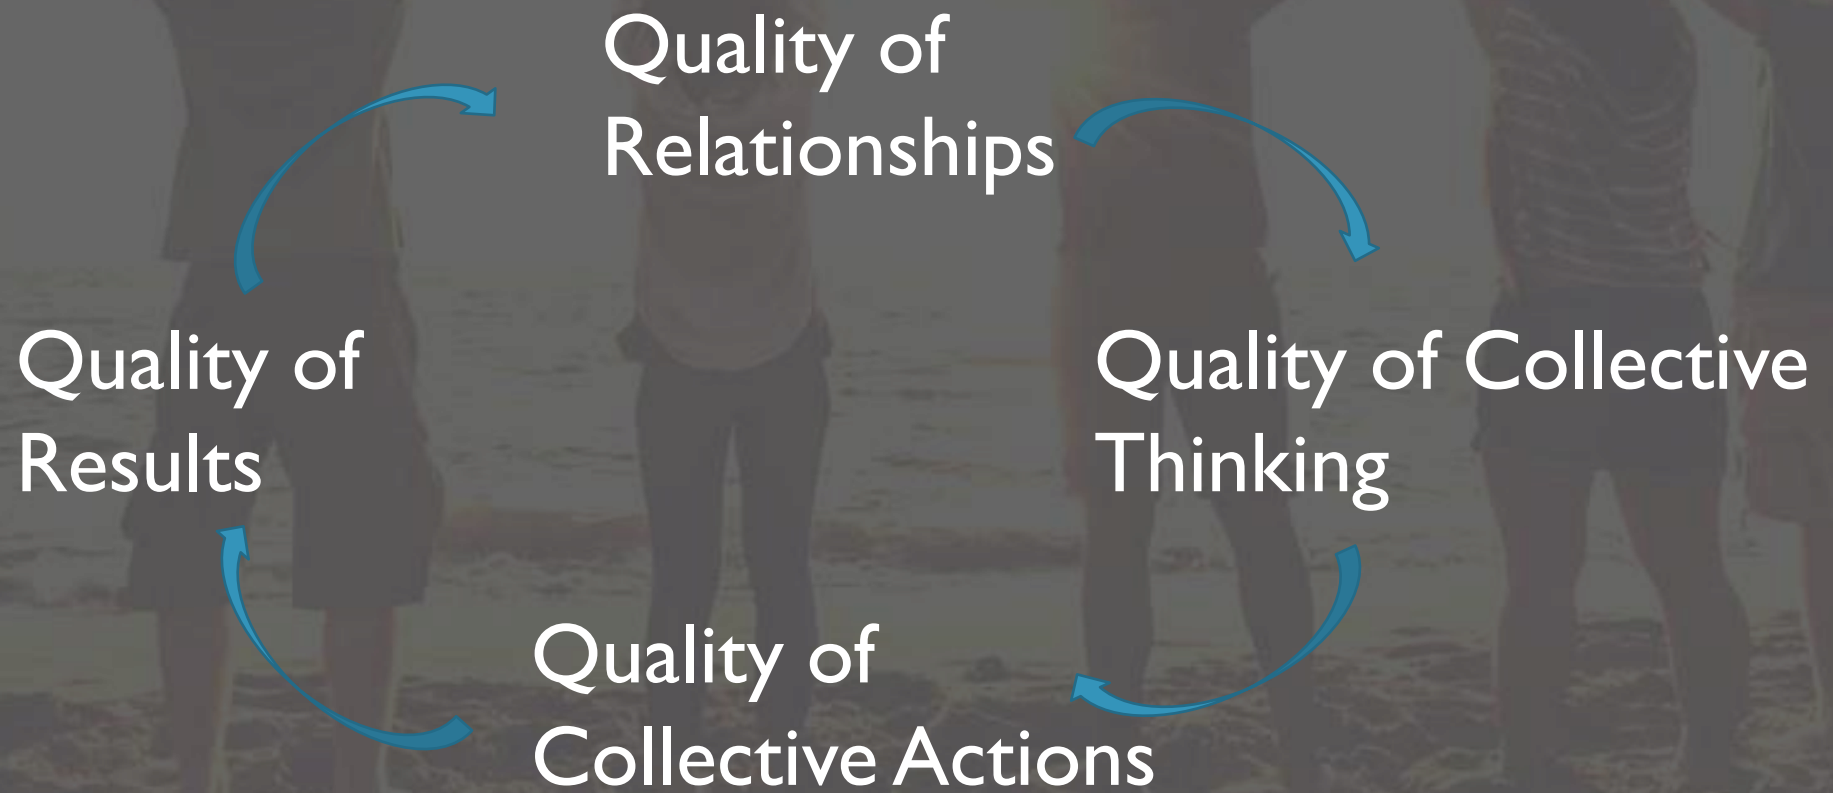 Quality of
Relationships
Quality of Collective
Thinking
Quality of
Collective Actions
Quality of
Results